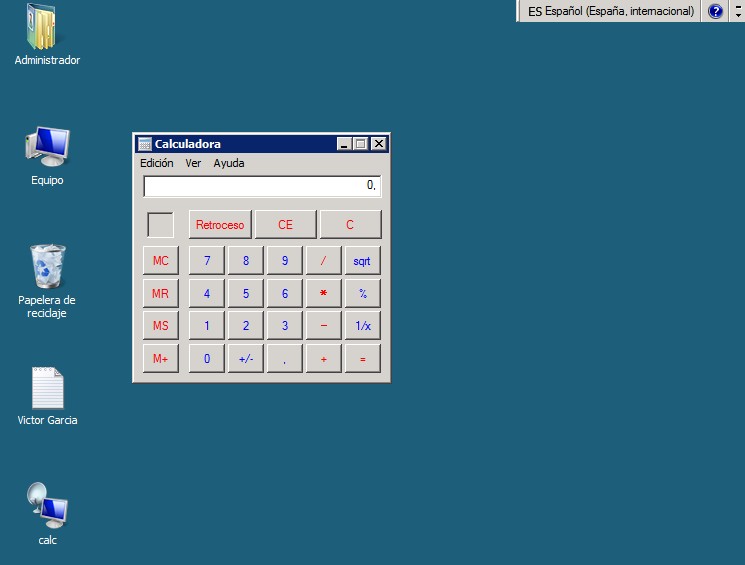 Administrador
ES Español (España, internacional)
?
Calculadora
Edición Ver Ayuda
0,
Retroceso CE C
MC 7 8 9 / sqrt
MR 4 5 6 * %
MS 1 2 3 - 1/x
M+ 0 +/- , + =
Equipo
Papelera de
reciclaje
Victor Garcia
calc